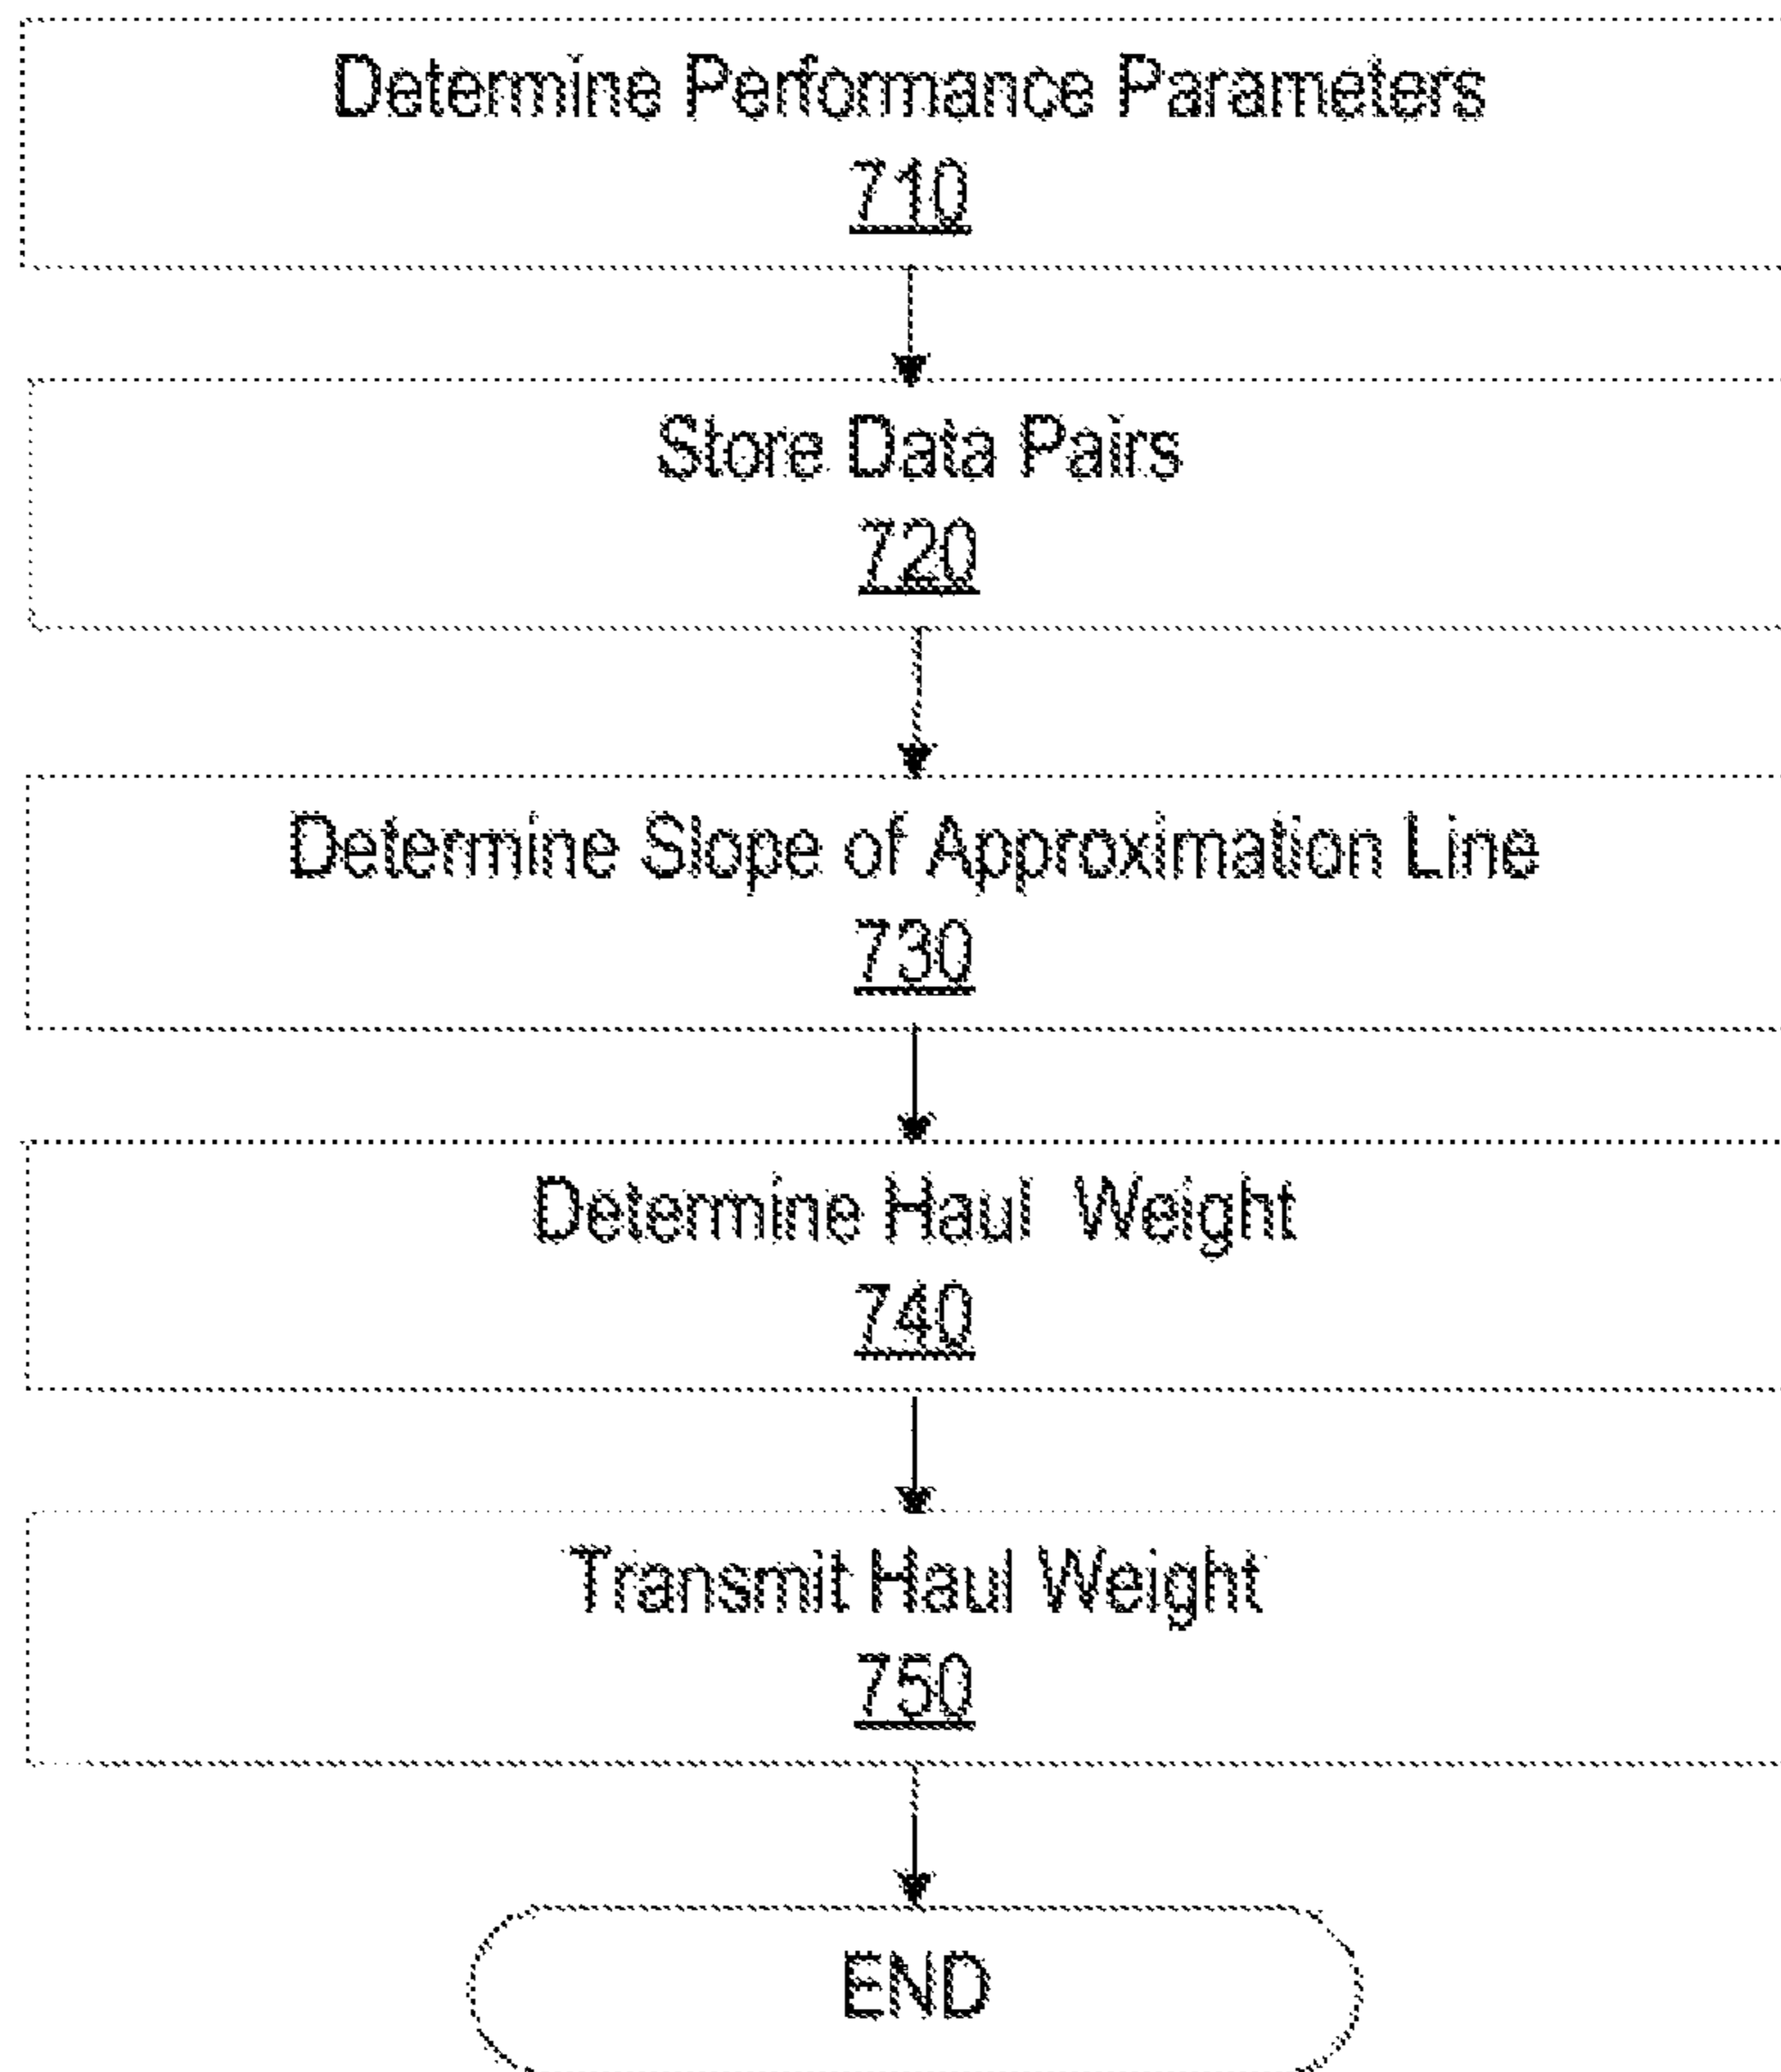 Determine Performance Parameters
710
Store Data Pairs
720
Determine Slope of Approximation Line
730
Determine Haul Weight
740
Transmit Haul Weight
750
END